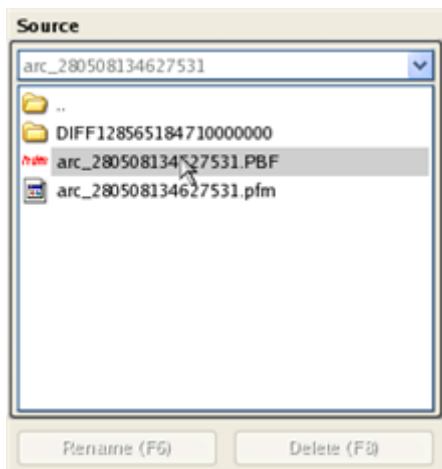 Source
arc_280508134627531
..
DIFF128565184710000000
arc_280508134627531.PBF
arc_280508134627531.pfm
Rename (F6) Delete (F8)